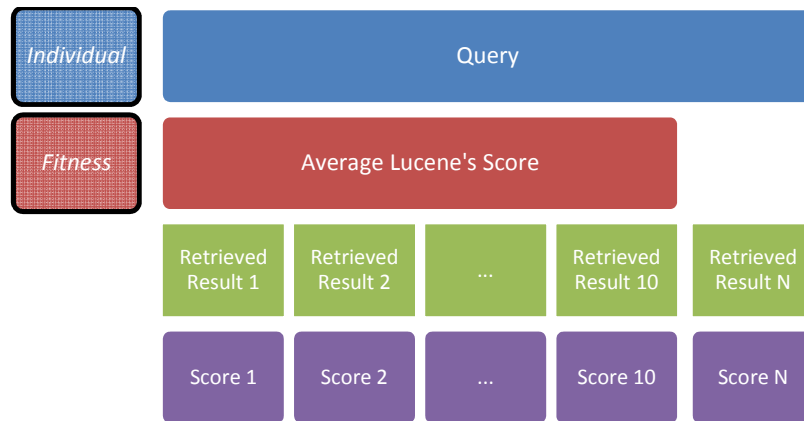 Individual
Query
Fitness
Average Lucene's Score
Retrieved
Result 1
Retrieved
Result 2
...
Retrieved
Result 10
Retrieved
Result N
Score 1
Score 2
...
Score 10
Score N